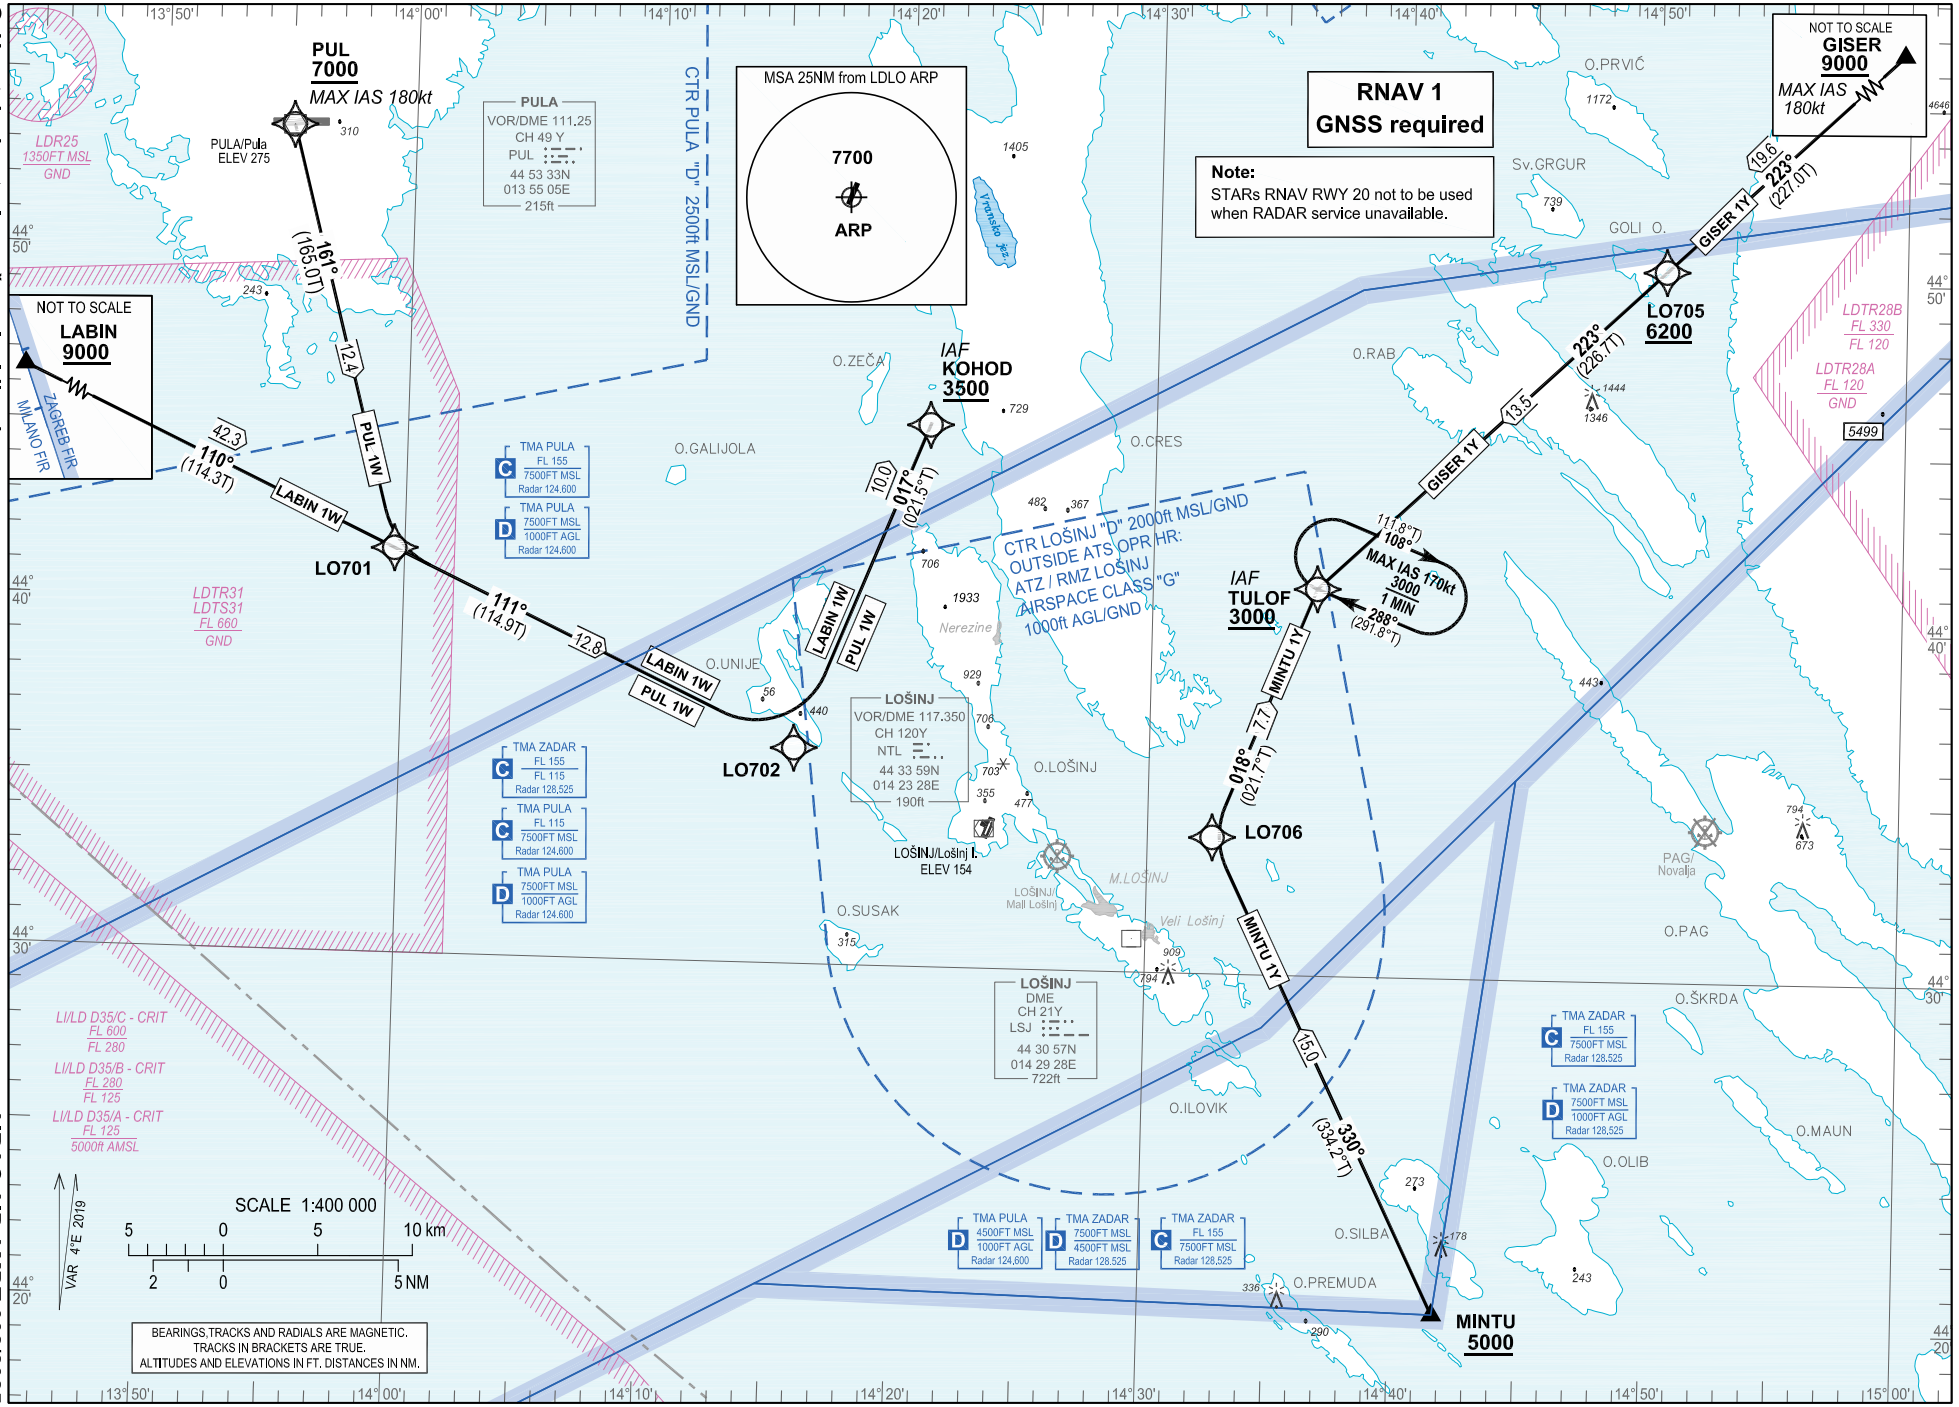 13°50'
14°00'
14°10'
14°20'
14°30'
14°40'
14°50'
PUL
7000
MAX IAS 180kt
310
PULA/Pula
ELEV 275
LDR25
1350FT MSL
GND
PULA
VOR/DME 111.25
CH 49 Y
PUL
44 53 33N
013 55 05E
215ft
CTR PULA "D" 2500ft MSL/GND
MSA 25NM from LDLO ARP
7700
ARP
1405
Vransko jez.
RNAV 1
GNSS required
Note:
STARs RNAV RWY 20 not to be used
when RADAR service unavailable.
O.PRVIĆ
1172
Sv.GRGUR
739
GOLI O.
NOT TO SCALE
GISER
9000
MAX IAS
180kt
4646
19.6
223°
(227.0T)
GISER 1Y
44°
50'
161°
(165.0T)
243
12.4
PUL 1W
NOT TO SCALE
LABIN
9000
ZAGREB FIR
MILANO FIR
42.3
110°
(114.3T)
LABIN 1W
LO701
O.ZEČA
IAF
KOHOD
3500
729
O.GALIJOLA
O.CRES
10.0
017°
(021.5°T)
O.RAB
LO705
6200
223°
(226.7T)
1444
1346
13.5
GISER 1Y
44°
50'
LDTR28B
FL 330
FL 120
LDTR28A
FL 120
GND
5499
TMA PULA
C
FL 155
7500FT MSL
Radar 124.600
TMA PULA
D
7500FT MSL
1000FT AGL
Radar 124.600
482
367
706
CTR LOŠINJ "D" 2000ft MSL/GND
OUTSIDE ATS OPR HR:
ATZ / RMZ LOŠINJ
AIRSPACE CLASS "G"
1000ft AGL/GND
111.8°T)
108°
MAX IAS 170kt
3000
1 MIN
288°
(291.8°T)
IAF
TULOF
3000
44°
40'
LDTR31
LDTS31
FL 660
GND
111°
(114.9T)
12.8
LABIN 1W
PUL 1W
LABIN 1W
PUL 1W
1933
Nerezine
O.UNIJE
56
440
929
706
MINTU 1Y
7.7
018°
(021.7°T)
44°
40'
443
LO702
LOŠINJ
VOR/DME 117.350
CH 120Y
NTL
44 33 59N
014 23 28E
190ft
703
O.LOŠINJ
355
477
LOŠINJ/Lošinj I.
ELEV 154
LO706
TMA ZADAR
C
FL 155
FL 115
Radar 128.525
TMA PULA
C
FL 115
7500FT MSL
Radar 124.600
TMA PULA
D
7500FT MSL
1000FT AGL
Radar 124.600
794
673
PAG/
Novalja
LOŠINJ/
Mali Lošinj
M.LOŠINJ
Veli Lošinj
O.SUSAK
315
44°
30'
909
794
MINTU 1Y
O.PAG
O.ŠKRDA
44°
30'
LI/LD D35/C - CRIT
FL 600
FL 280
LI/LD D35/B - CRIT
FL 280
FL 125
LI/LD D35/A - CRIT
FL 125
5000ft AMSL
LOŠINJ
DME
CH 21Y
LSJ
44 30 57N
014 29 28E
722ft
15.0
O.ILOVIK
330°
(334.2°T)
TMA ZADAR
C
FL 155
7500FT MSL
Radar 128.525
TMA ZADAR
D
7500FT MSL
1000FT AGL
Radar 128.525
O.MAUN
O.OLIB
273
O.SILBA
178
243
VAR 4°E 2019
SCALE 1:400 000
5 0 5 10 km
2 0 5 NM
44°
20'
TMA PULA
D
4500FT MSL
1000FT AGL
Radar 124.600
TMA ZADAR
D
7500FT MSL
4500FT MSL
Radar 128.525
TMA ZADAR
C
FL 155
7500FT MSL
Radar 128.525
336
O.PREMUDA
290
MINTU
5000
44°
20'
BEARINGS,TRACKS AND RADIALS ARE MAGNETIC.
TRACKS IN BRACKETS ARE TRUE.
ALTITUDES AND ELEVATIONS IN FT. DISTANCES IN NM.
13°50'
14°00'
14°10'
14°20'
14°30'
14°40'
14°50'
15°00'